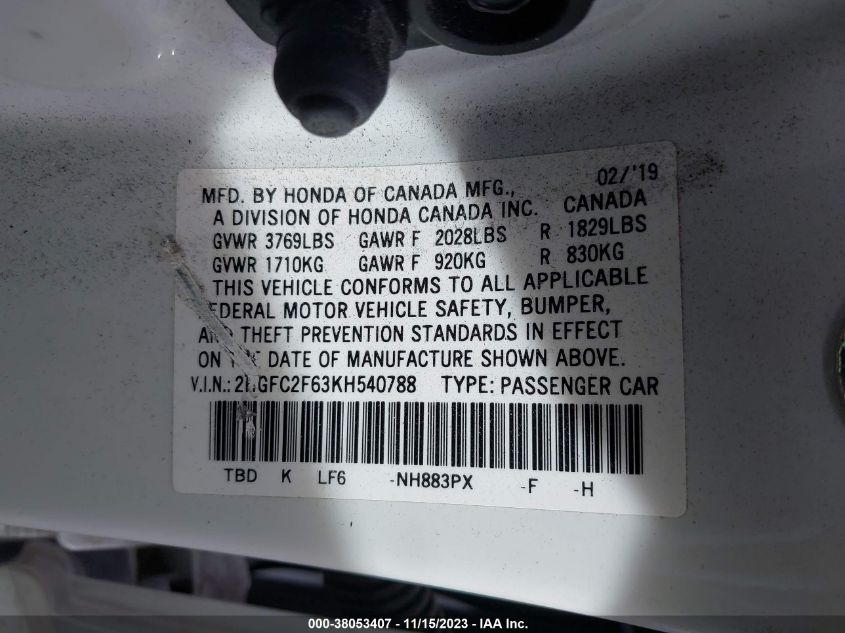 02/'19
MFD. BY HONDA OF CANADA MFG.,
A DIVISION OF HONDA CANADA INC. CANADA
GVWR 3769LBS GAWR F 2028LBS R 1829LBS
GVWR 1710KG GAWR F 920KG R 830KG
THIS VEHICLE CONFORMS TO ALL APPLICABLE
FEDERAL MOTOR VEHICLE SAFETY, BUMPER,
AND THEFT PREVENTION STANDARDS IN EFFECT
ON THE DATE OF MANUFACTURE SHOWN ABOVE.
V.I.N.: TYPE: PASSENGER CAR
TBD K LF6 -NH883PX -F -H
000-38053407 - 11/15/2023 - IAA Inc.